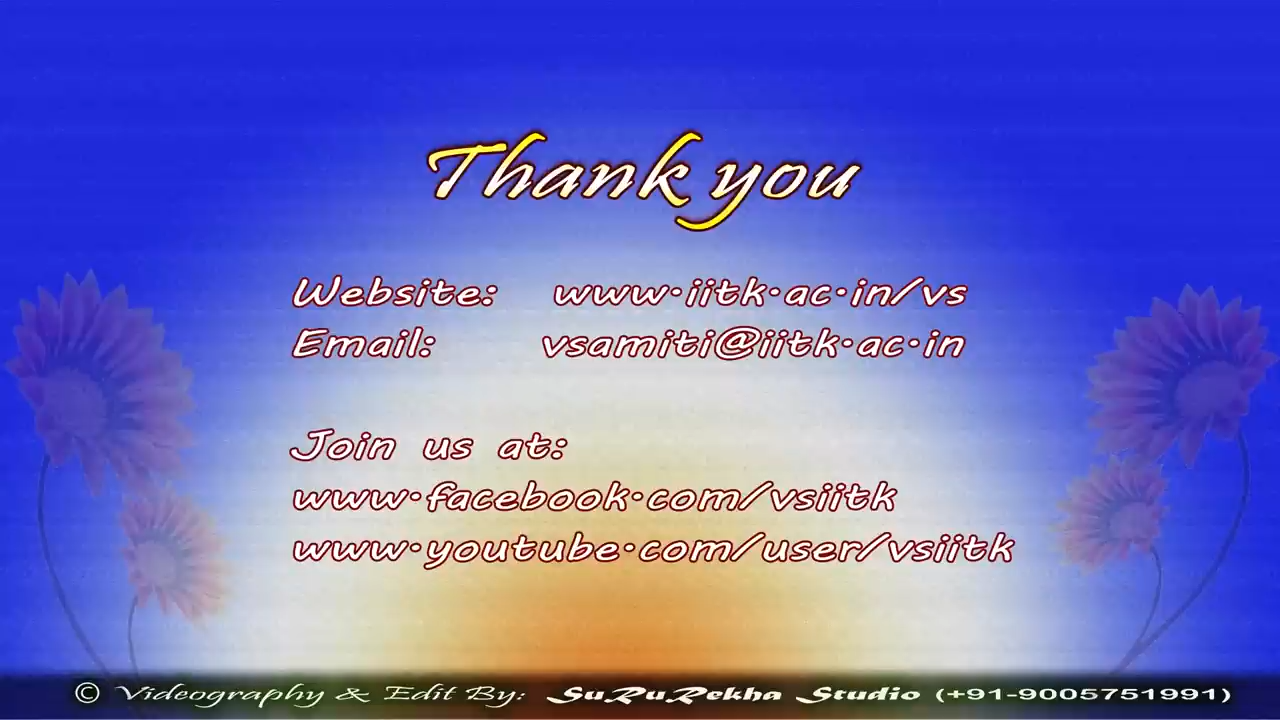 Thank you
Website: www.iitk.ac.in/vs
Email: vsamiti@iitk.ac.in
Join us at:
www.facebook.com/vsiitk
www.youtube.com/user/vsiitk
© Videography & Edit By: SuRuRekha Studio (+91-9005751991)